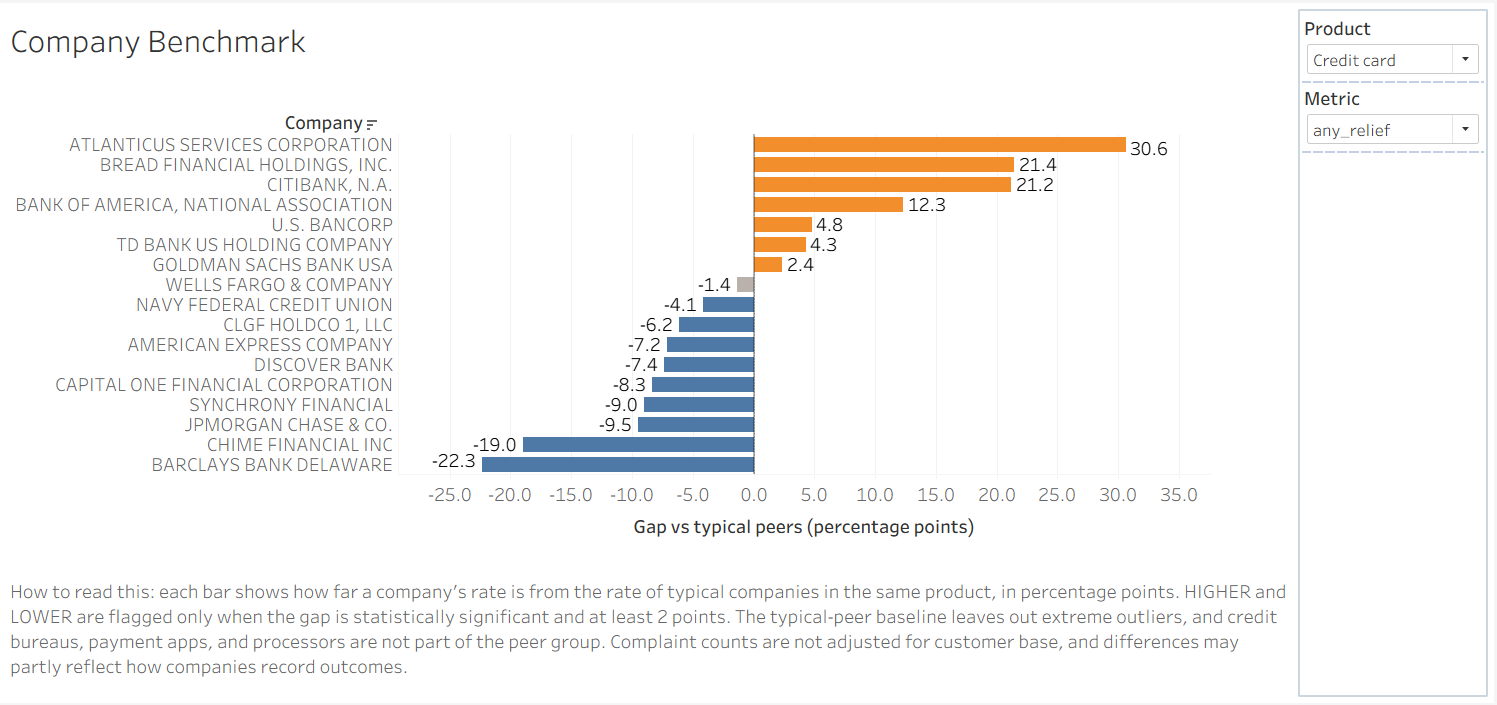 Company Benchmark
Product
Credit card
Metric
any_relief
Company
ATLANTICUS SERVICES CORPORATION 30.6
BREAD FINANCIAL HOLDINGS, INC. 21.4
CITIBANK, N.A. 21.2
BANK OF AMERICA, NATIONAL ASSOCIATION 12.3
U.S. BANCORP 4.8
TD BANK US HOLDING COMPANY 4.3
GOLDMAN SACHS BANK USA 2.4
WELLS FARGO & COMPANY -1.4
NAVY FEDERAL CREDIT UNION -4.1
CLGF HOLDCO 1, LLC -6.2
AMERICAN EXPRESS COMPANY -7.2
DISCOVER BANK -7.4
CAPITAL ONE FINANCIAL CORPORATION -8.3
SYNCHRONY FINANCIAL -9.0
JPMORGAN CHASE & CO. -9.5
CHIME FINANCIAL INC -19.0
BARCLAYS BANK DELAWARE -22.3
-25.0 -20.0 -15.0 -10.0 -5.0 0.0 5.0 10.0 15.0 20.0 25.0 30.0 35.0
Gap vs typical peers (percentage points)
How to read this: each bar shows how far a company's rate is from the rate of typical companies in the same product, in percentage points. HIGHER and
LOWER are flagged only when the gap is statistically significant and at least 2 points. The typical-peer baseline leaves out extreme outliers, and credit
bureaus, payment apps, and processors are not part of the peer group. Complaint counts are not adjusted for customer base, and differences may
partly reflect how companies record outcomes.